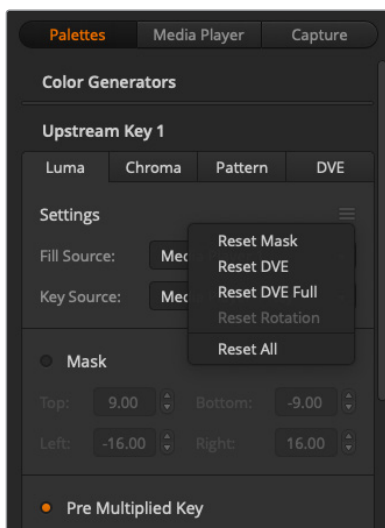 Palettes Media Player Capture
Color Generators
Upstream Key 1
Luma Chroma Pattern DVE
Settings
Reset Mask
Fill Source: Med
Reset DVE
Reset DVE Full
Key Source: Med
Reset Rotation
Reset All
Mask
Top: 9.00 Bottom: -9.00
Left: -16.00 Right: 16.00
Pre Multiplied Key